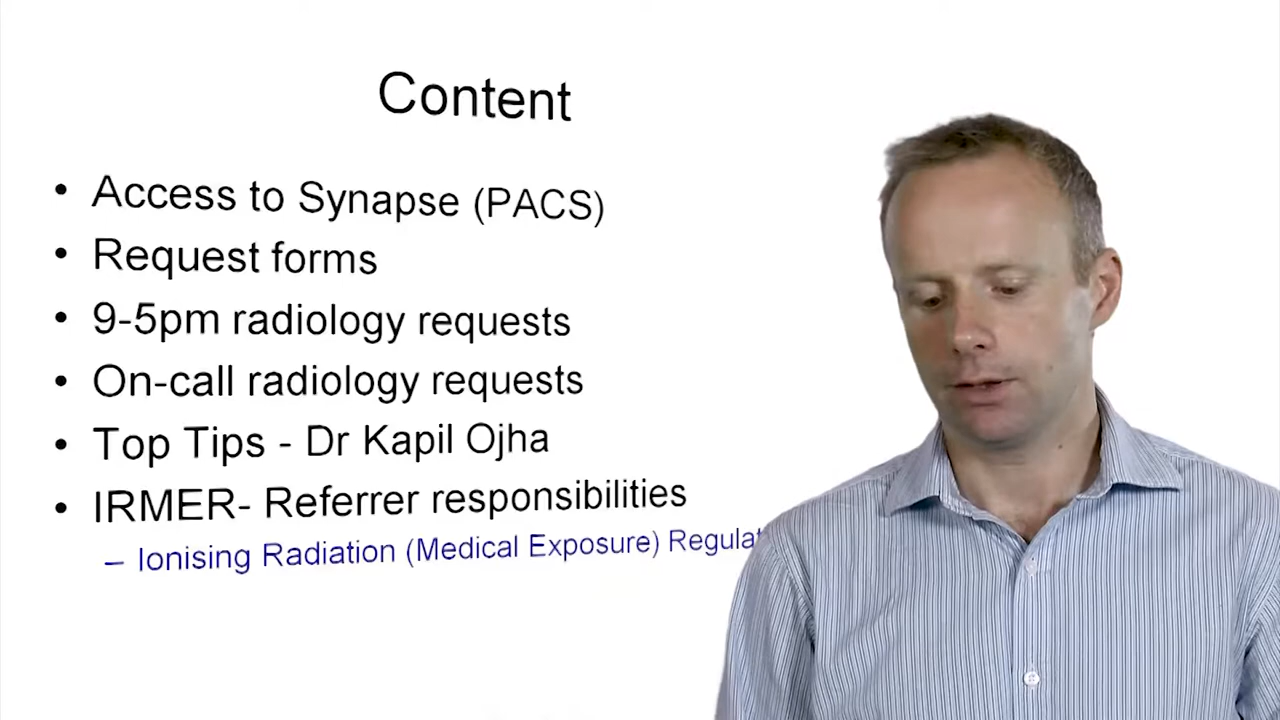 Content
• Access to Synapse (PACS)
• Request forms
• 9-5pm radiology requests
• On-call radiology requests
• Top Tips - Dr Kapil Ojha
• IRMER- Referrer responsibilities
– Ionising Radiation (Medical Exposure)